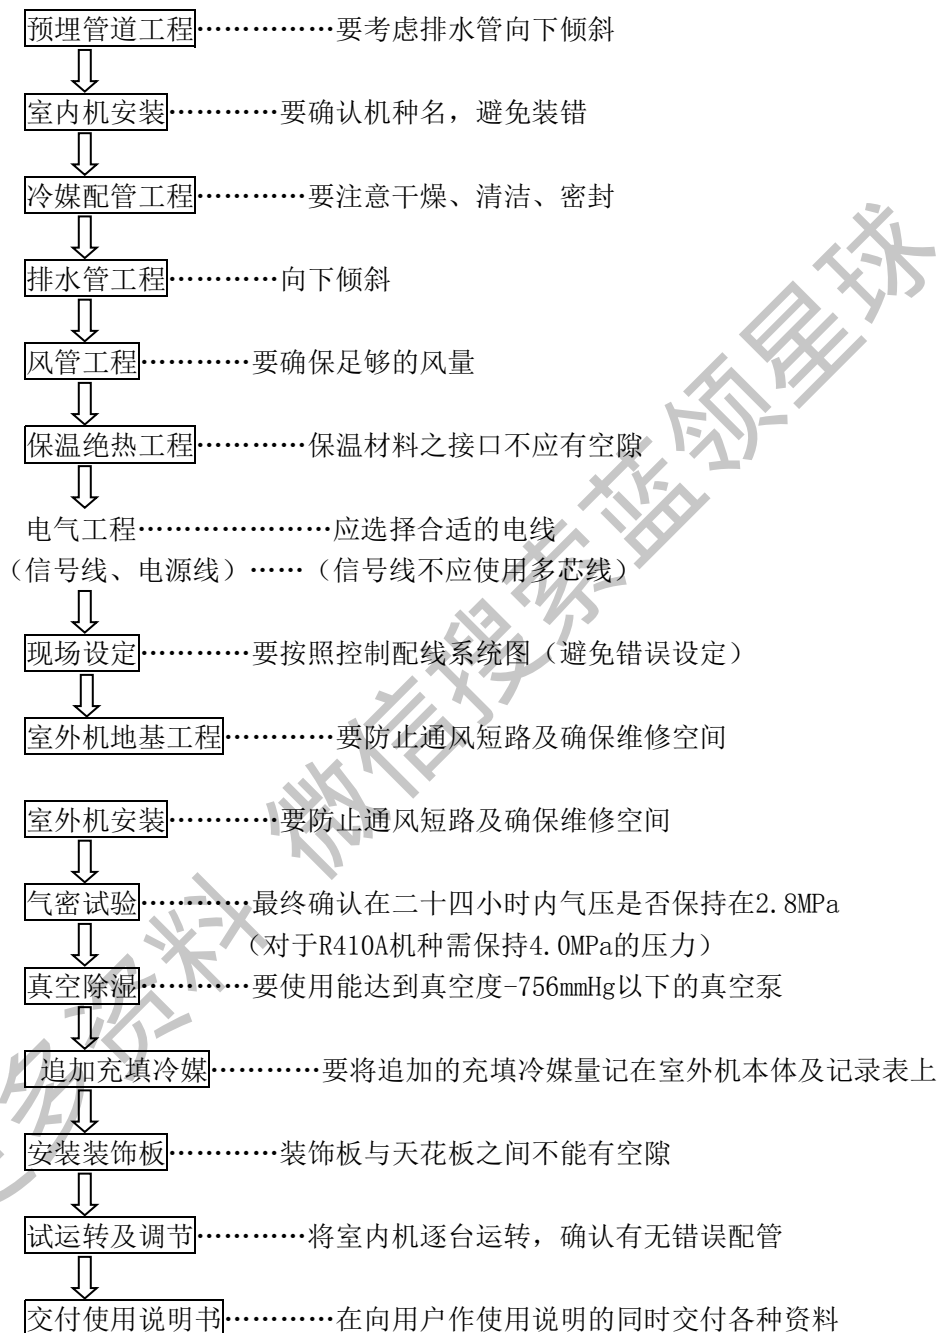 预埋管道工程……………要考虑排水管向下倾斜
室内机安装…………要确认机种名，避免装错
冷媒配管工程…………要注意干燥、清洁、密封
排水管工程…………向下倾斜
风管工程…………要确保足够的风量
保温绝热工程…………保温材料之接口不应有空隙
电气工程…………………应选择合适的电线
（信号线、电源线）……（信号线不应使用多芯线）
现场设定…………要按照控制配线系统图（避免错误设定）
室外机地基工程…………要防止通风短路及确保维修空间
室外机安装…………要防止通风短路及确保维修空间
气密试验…………最终确认在二十四小时内气压是否保持在2.8MPa
（对于R410A机种需保持4.0MPa的压力）
真空除湿…………要使用能达到真空度-756mmHg以下的真空泵
追加充填冷媒…………要将追加的充填冷媒量记在室外机本体及记录表上
安装装饰板…………装饰板与天花板之间不能有空隙
试运转及调节…………将室内机逐台运转，确认有无错误配管
交付使用说明书…………在向用户作使用说明的同时交付各种资料
多资料 微信搜索蓝领星球